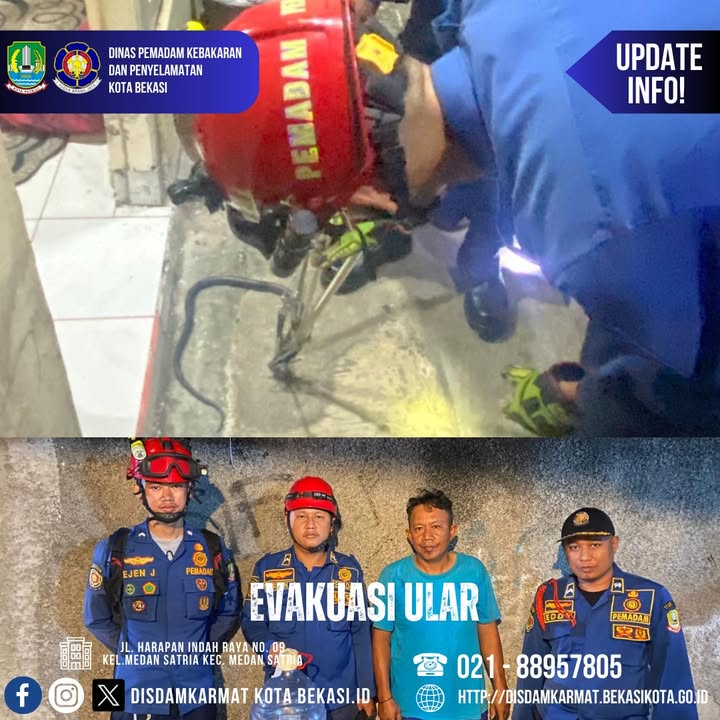 DINAS PEMADAM KEBAKARAN
DAN PENYELAMATAN
KOTA BEKASI
UPDATE
INFO!
PEMADAM
EJEN J
PEMADAM
EDDY
PEMADAM
EVAKUASI ULAR
JL. HARAPAN INDAH RAYA NO. 09
KEL.MEDAN SATRIA KEC. MEDAN SATRIA
021 - 88957805
DISDAMKARMAT KOTA BEKASI.ID
HTTP://DISDAMKARMAT.BEKASIKOTA.GO.ID